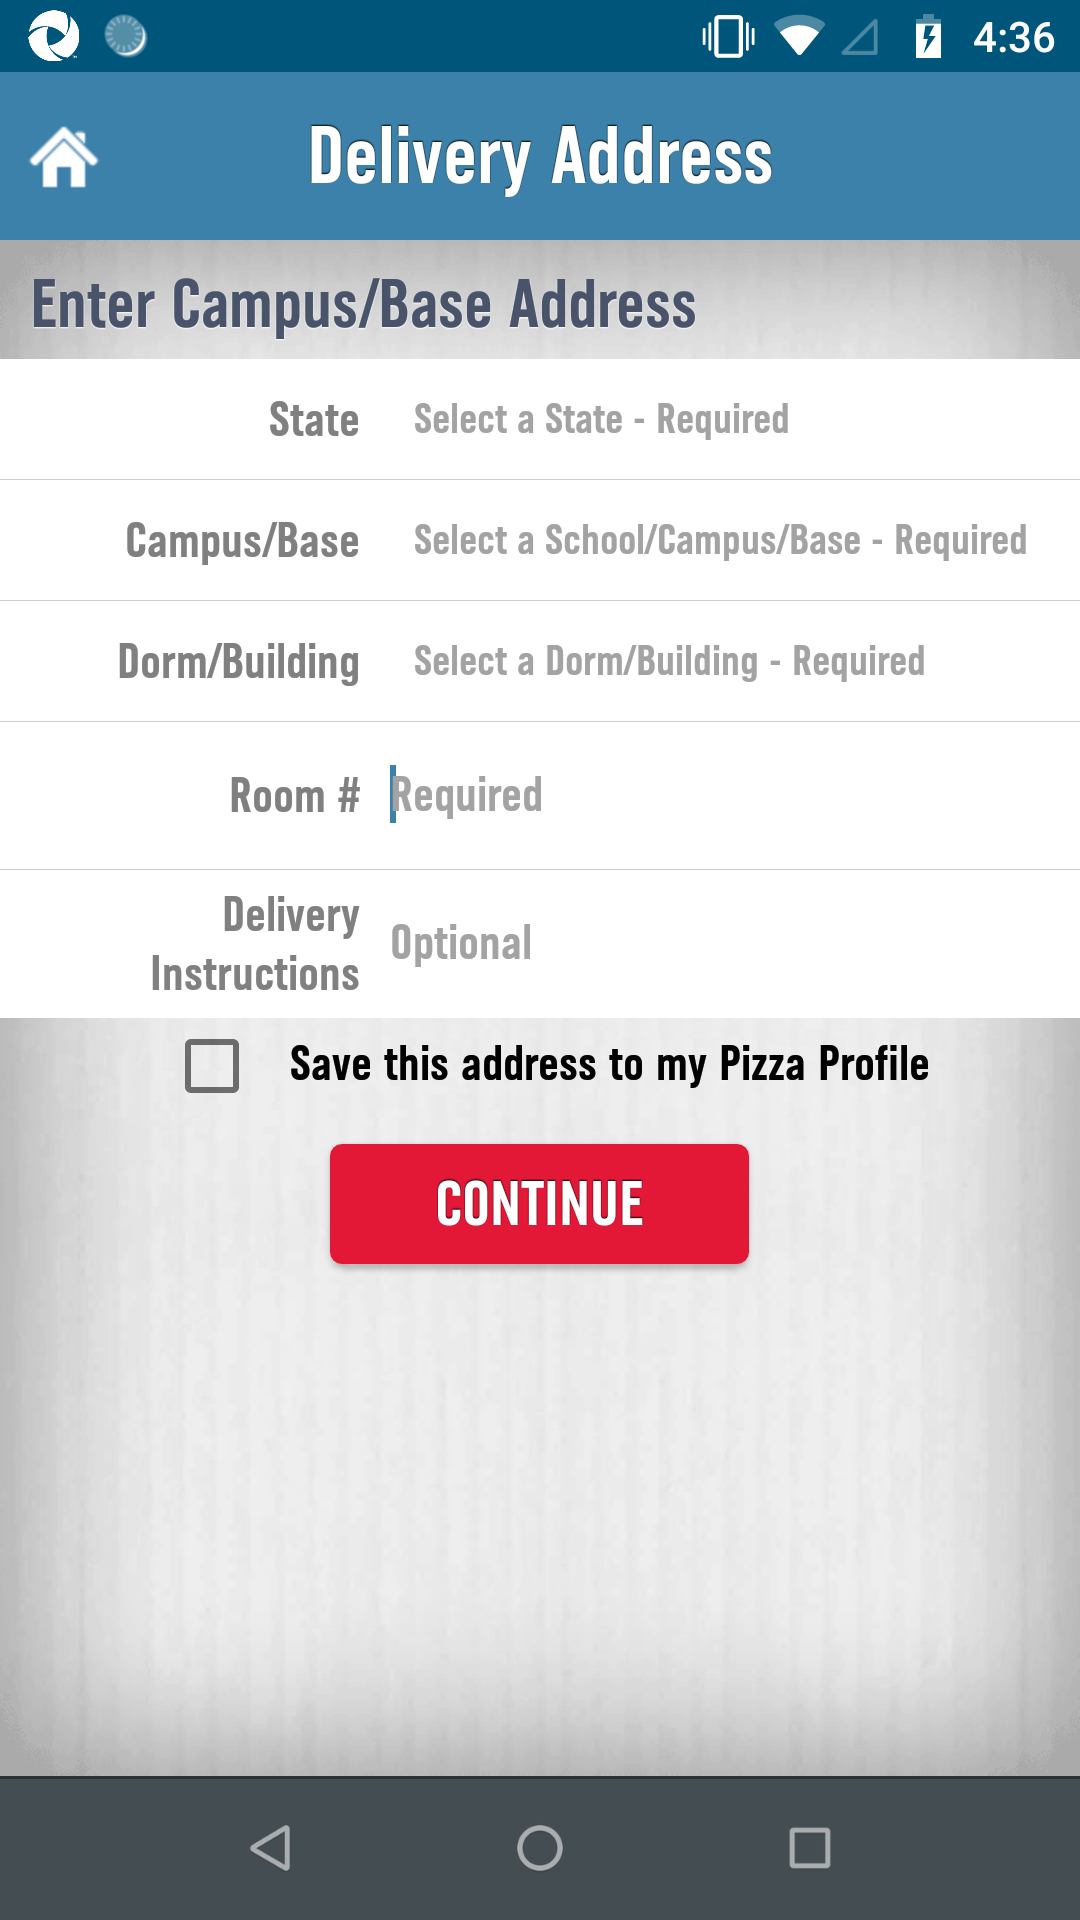 4:36
Delivery Address
Enter Campus/Base Address
State Select a State - Required
Campus/Base Select a School/Campus/Base - Required
Dorm/Building Select a Dorm/Building - Required
Room # Required
Delivery
Instructions Optional
Save this address to my Pizza Profile
CONTINUE